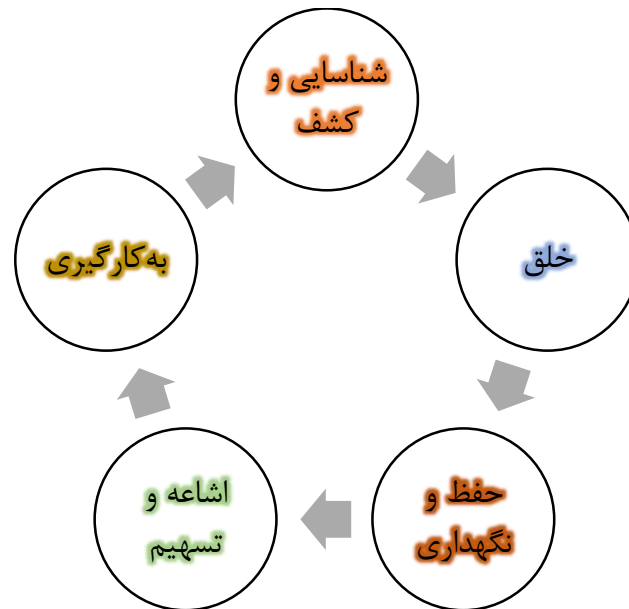 شناسایی و
کشف
خلق
حفظ و
نگهداری
اشاعه و
تسهیم
به‌کارگیری